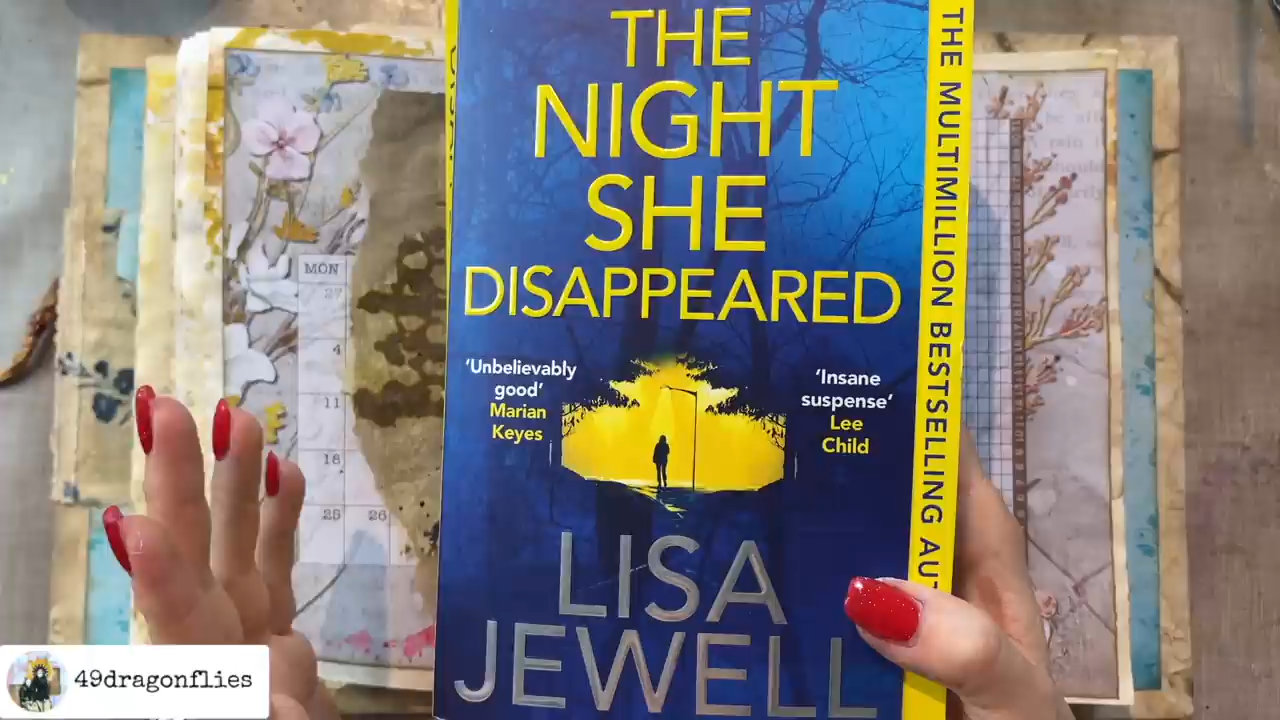 THE
NIGHT
SHE
DISAPPEARED
'Unbelievably
good'
Marian
Keyes
'Insane
suspense'
Lee
Child
LISA
JEWELL
THE MULTIMILLION BESTSELLING AUT
MON
27
4
11
18
25 26
49dragonflies